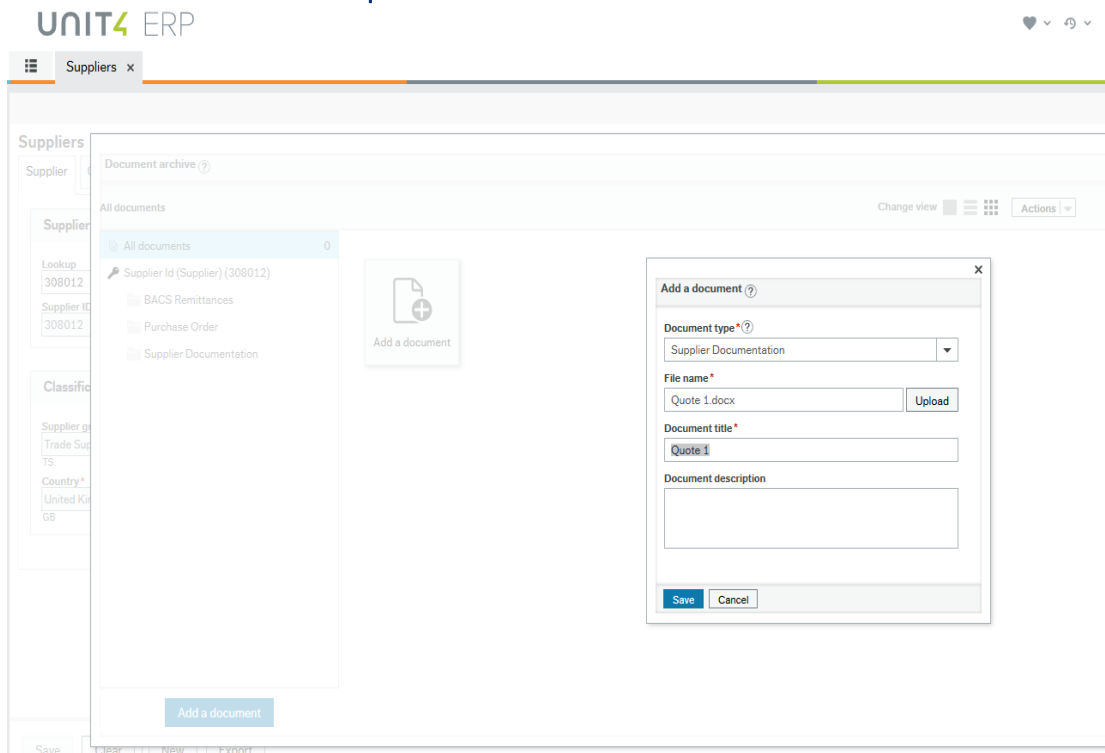 UNIT4 ERP
Suppliers x
Suppliers
Supplier
Document archive ?
All documents
Change view
Actions
Supplier
Lookup
308012
Supplier ID
308012
All documents 0
Supplier Id (Supplier) (308012)
BACS Remittances
Purchase Order
Supplier Documentation
Add a document
Classific
Supplier gr
Trade Sup
TS
Country*
United Kin
GB
Add a document ?
x
Document type* ?
Supplier Documentation
File name*
Quote 1.docx
Upload
Document title*
Quote 1
Document description
Save
Cancel
Add a document
Save
Clear
New
Export